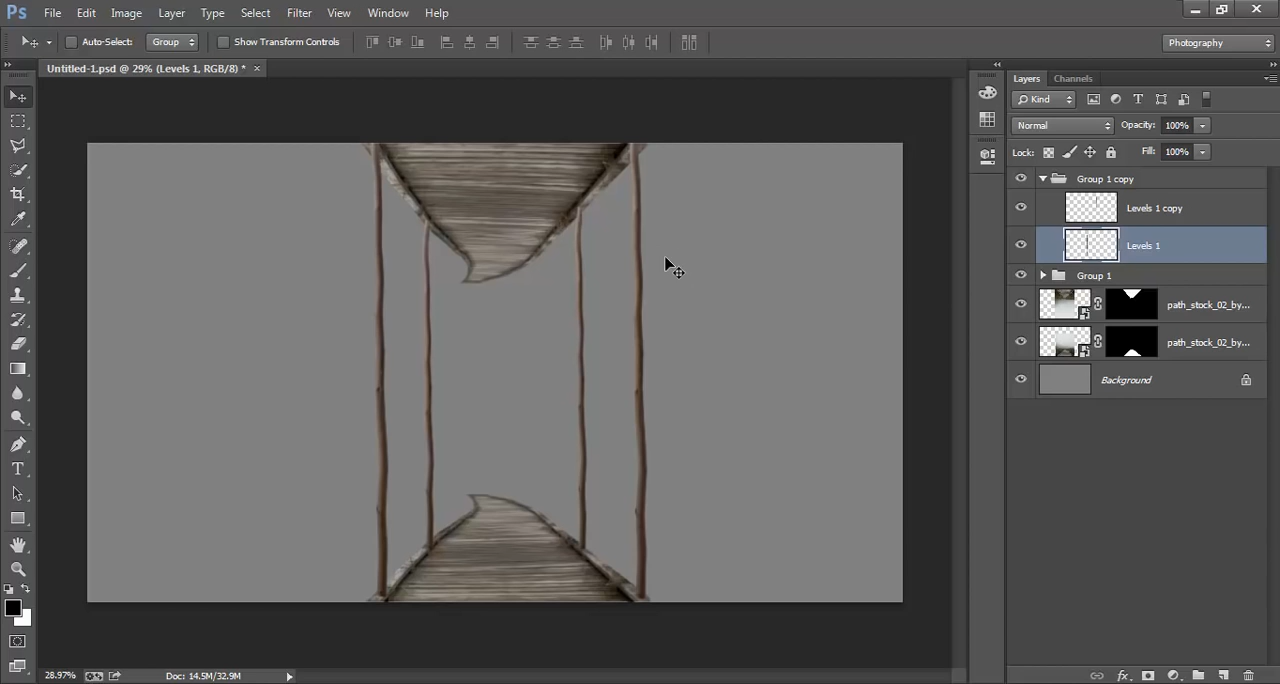 Ps File Edit Image Layer Type Select Filter View Window Help
Auto-Select: Group Show Transform Controls Photography
Untitled-1.psd @ 29% (Levels 1, RGB/8) * ×
Layers Channels
Kind
Normal Opacity: 100%
Lock: Fill: 100%
Group 1 copy
Levels 1 copy
Levels 1
Group 1
path_stock_02_by...
path_stock_02_by...
Background
28.97% Doc: 14.5M/32.9M